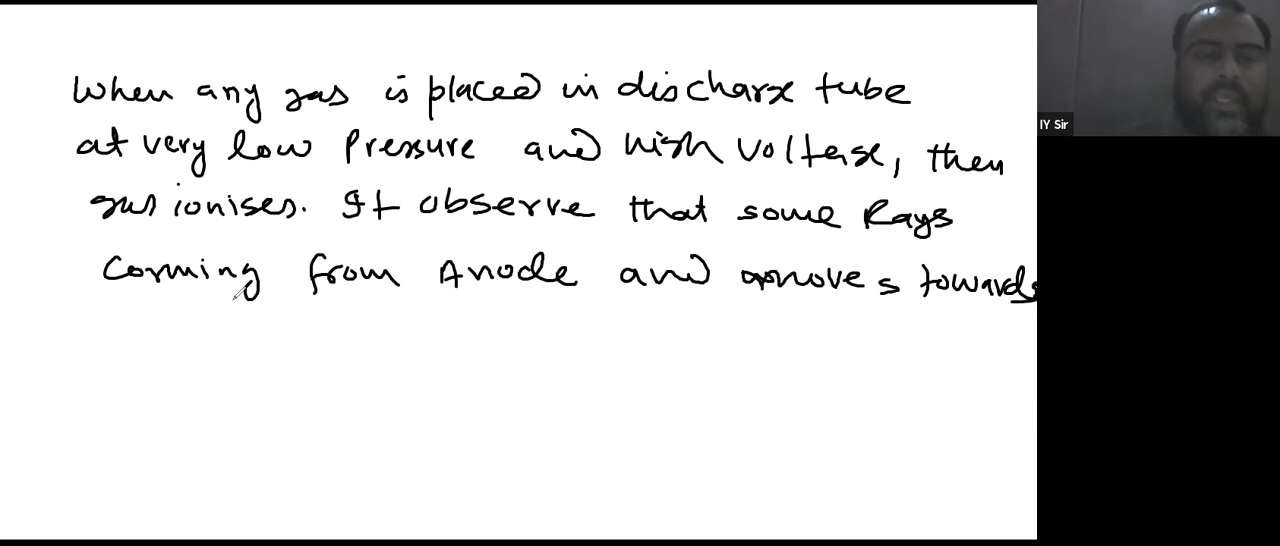 When any gas is placed in discharge tube
at very low Pressure and high voltage, then
gas ionises. It observe that some Rays
Comming from Anode and moves towards
IY Sir